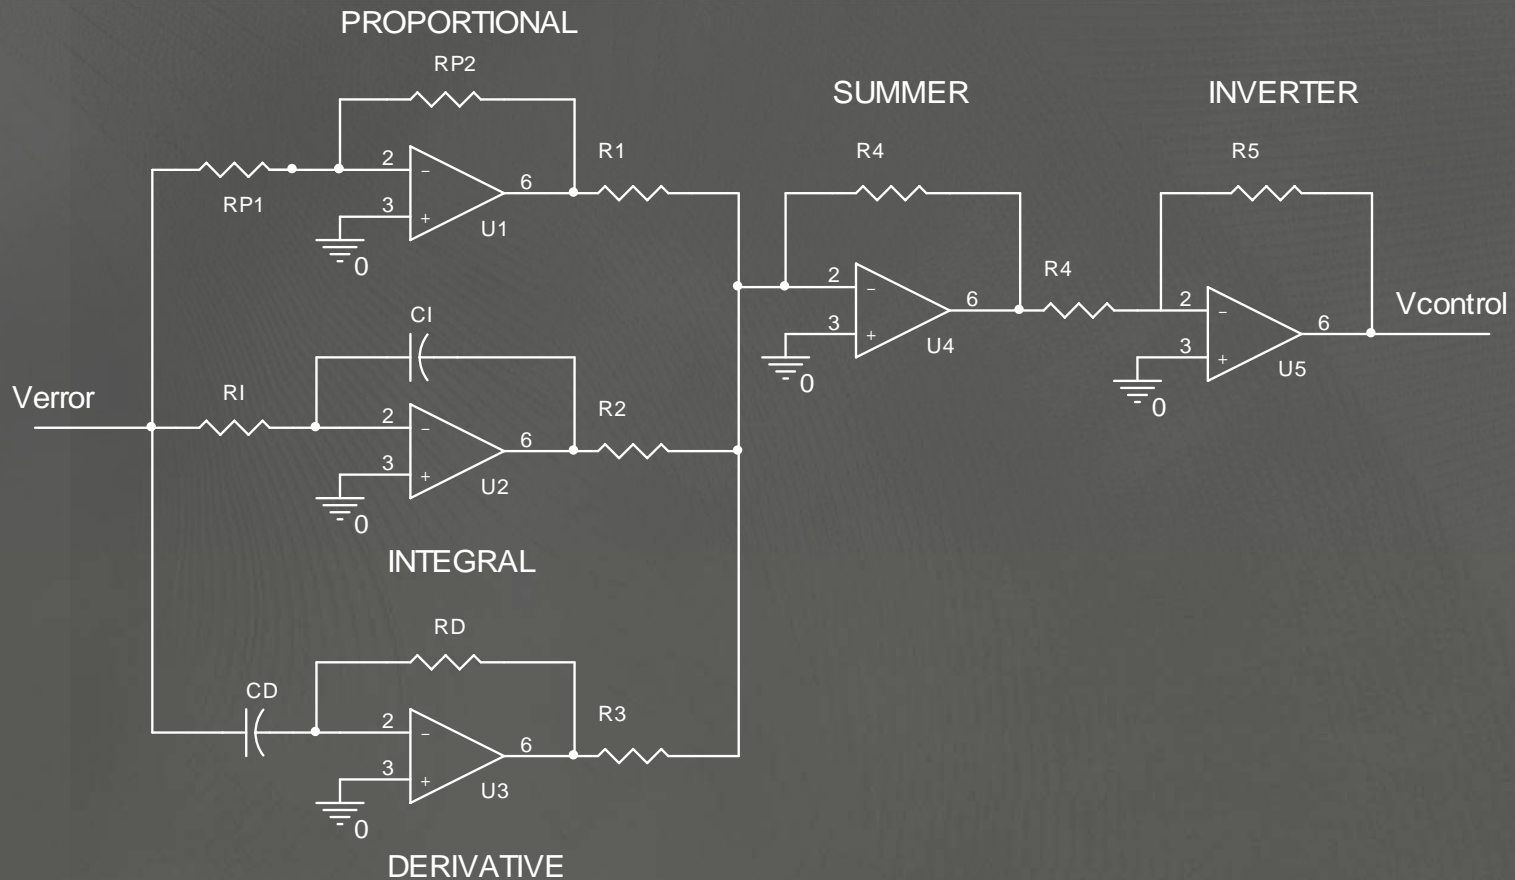 PROPORTIONAL
RP2
SUMMER
INVERTER
R1
R4
R5
2
6
RP1
3
U1
0
CI
2
6
R4
3
U4
0
2
6
Vcontrol
3
U5
0
Verror
RI
R2
2
6
3
U2
0
INTEGRAL
RD
CD
R3
2
6
3
U3
0
DERIVATIVE